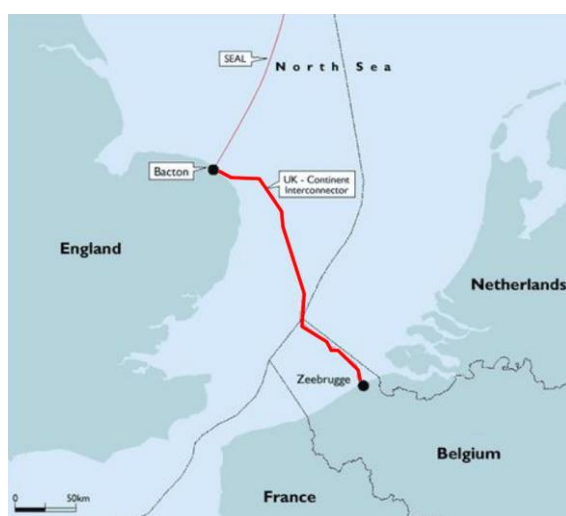 SEAL
North Sea
Bacton
UK - Continent
Interconnector
England
Netherlands
Zeebrugge
Belgium
France
0 50km